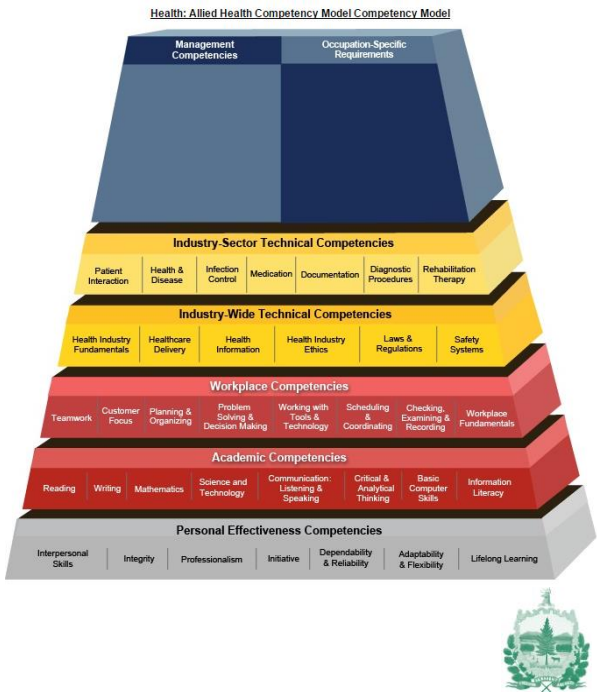 Health: Allied Health Competency Model Competency Model
Management
Competencies
Occupation-Specific
Requirements
Industry-Sector Technical Competencies
Patient
Interaction
Health &
Disease
Infection
Control
Medication
Documentation
Diagnostic
Procedures
Rehabilitation
Therapy
Industry-Wide Technical Competencies
Health Industry
Fundamentals
Healthcare
Delivery
Health
Information
Health Industry
Ethics
Laws &
Regulations
Safety
Systems
Workplace Competencies
Teamwork
Customer
Focus
Planning &
Organizing
Problem
Solving &
Decision Making
Working with
Tools &
Technology
Scheduling
&
Coordinating
Checking,
Examining &
Recording
Workplace
Fundamentals
Academic Competencies
Reading
Writing
Mathematics
Science and
Technology
Communication:
Listening &
Speaking
Critical &
Analytical
Thinking
Basic
Computer
Skills
Information
Literacy
Personal Effectiveness Competencies
Interpersonal
Skills
Integrity
Professionalism
Initiative
Dependability
& Reliability
Adaptability
& Flexibility
Lifelong Learning